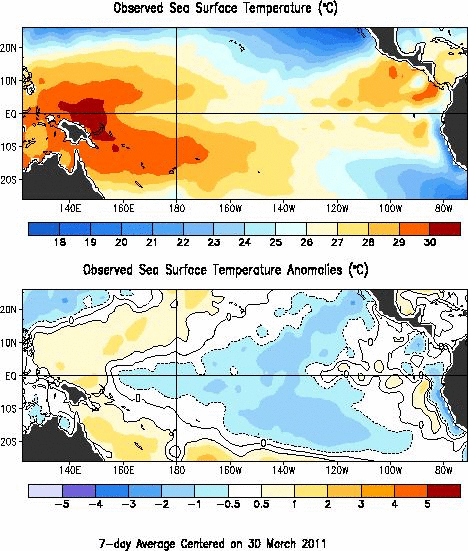 Observed Sea Surface Temperature (°C)
20N
10N
EQ
10S
20S
140E 160E 180 160W 140W 120W 100W 80W
18 19 20 21 22 23 24 25 26 27 28 29 30
Observed Sea Surface Temperature Anomalies (°C)
20N
10N
EQ
10S
20S
0 0 0 0 0
140E 160E 180 160W 140W 120W 100W 80W
-5 -4 -3 -2 -1 -0.5 0.5 1 2 3 4 5
7-day Average Centered on 30 March 2011